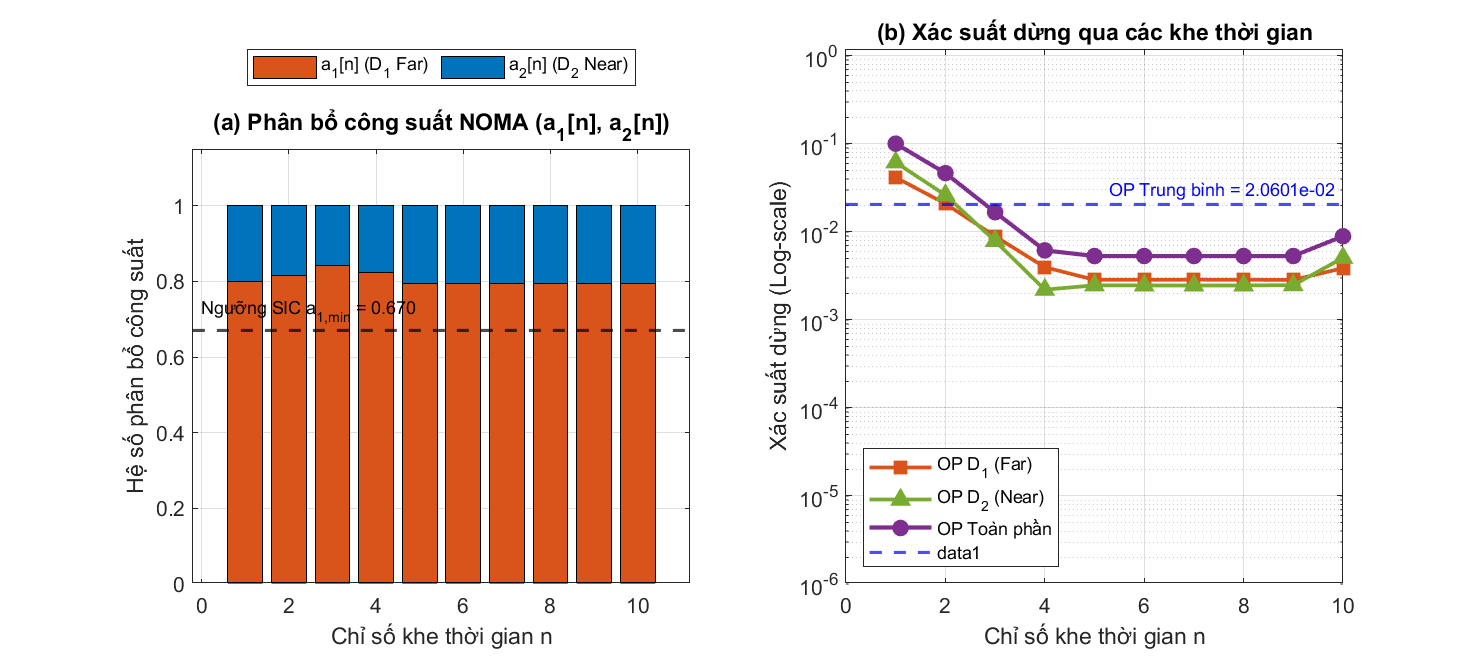 a1[n] (D1 Far) a2[n] (D2 Near)
(a) Phân bổ công suất NOMA (a1[n], a2[n])
Hệ số phân bổ công suất
1
0.8
0.6
0.4
0.2
0
Ngưỡng SIC a1,min = 0.670
0 2 4 6 8 10
Chỉ số khe thời gian n
(b) Xác suất dừng qua các khe thời gian
Xác suất dừng (Log-scale)
10^0
10^-1
10^-2
10^-3
10^-4
10^-5
10^-6
OP Trung bình = 2.0601e-02
OP D1 (Far)
OP D2 (Near)
OP Toàn phần
data1
0 2 4 6 8 10
Chỉ số khe thời gian n